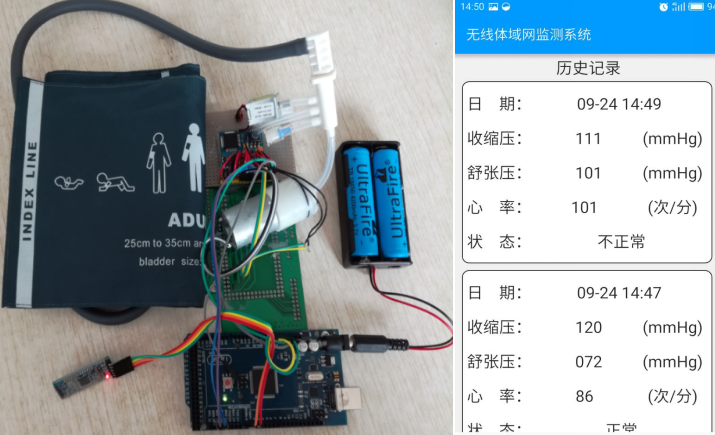 INDEX LINE
ADU
25cm to 35cm ar
bladder size:
UltraFire
UltraFire
14:50
94
无线体域网监测系统
历史记录
日 期: 09-24 14:49
收缩压: 111 (mmHg)
舒张压: 101 (mmHg)
心 率: 101 (次/分)
状 态: 不正常
日 期: 09-24 14:47
收缩压: 120 (mmHg)
舒张压: 072 (mmHg)
心 率: 86 (次/分)
状 态: 正常